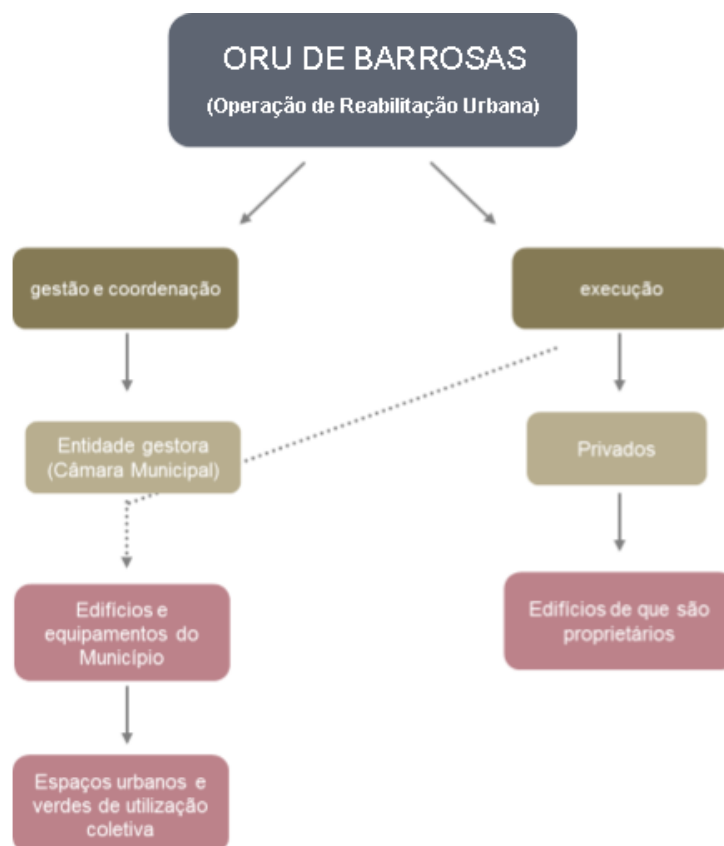 ORU DE BARROSAS
(Operação de Reabilitação Urbana)
gestão e coordenação
execução
Entidade gestora
(Câmara Municipal)
Privados
Edifícios e
equipamentos do
Município
Edifícios de que são
proprietários
Espaços urbanos e
verdes de utilização
coletiva